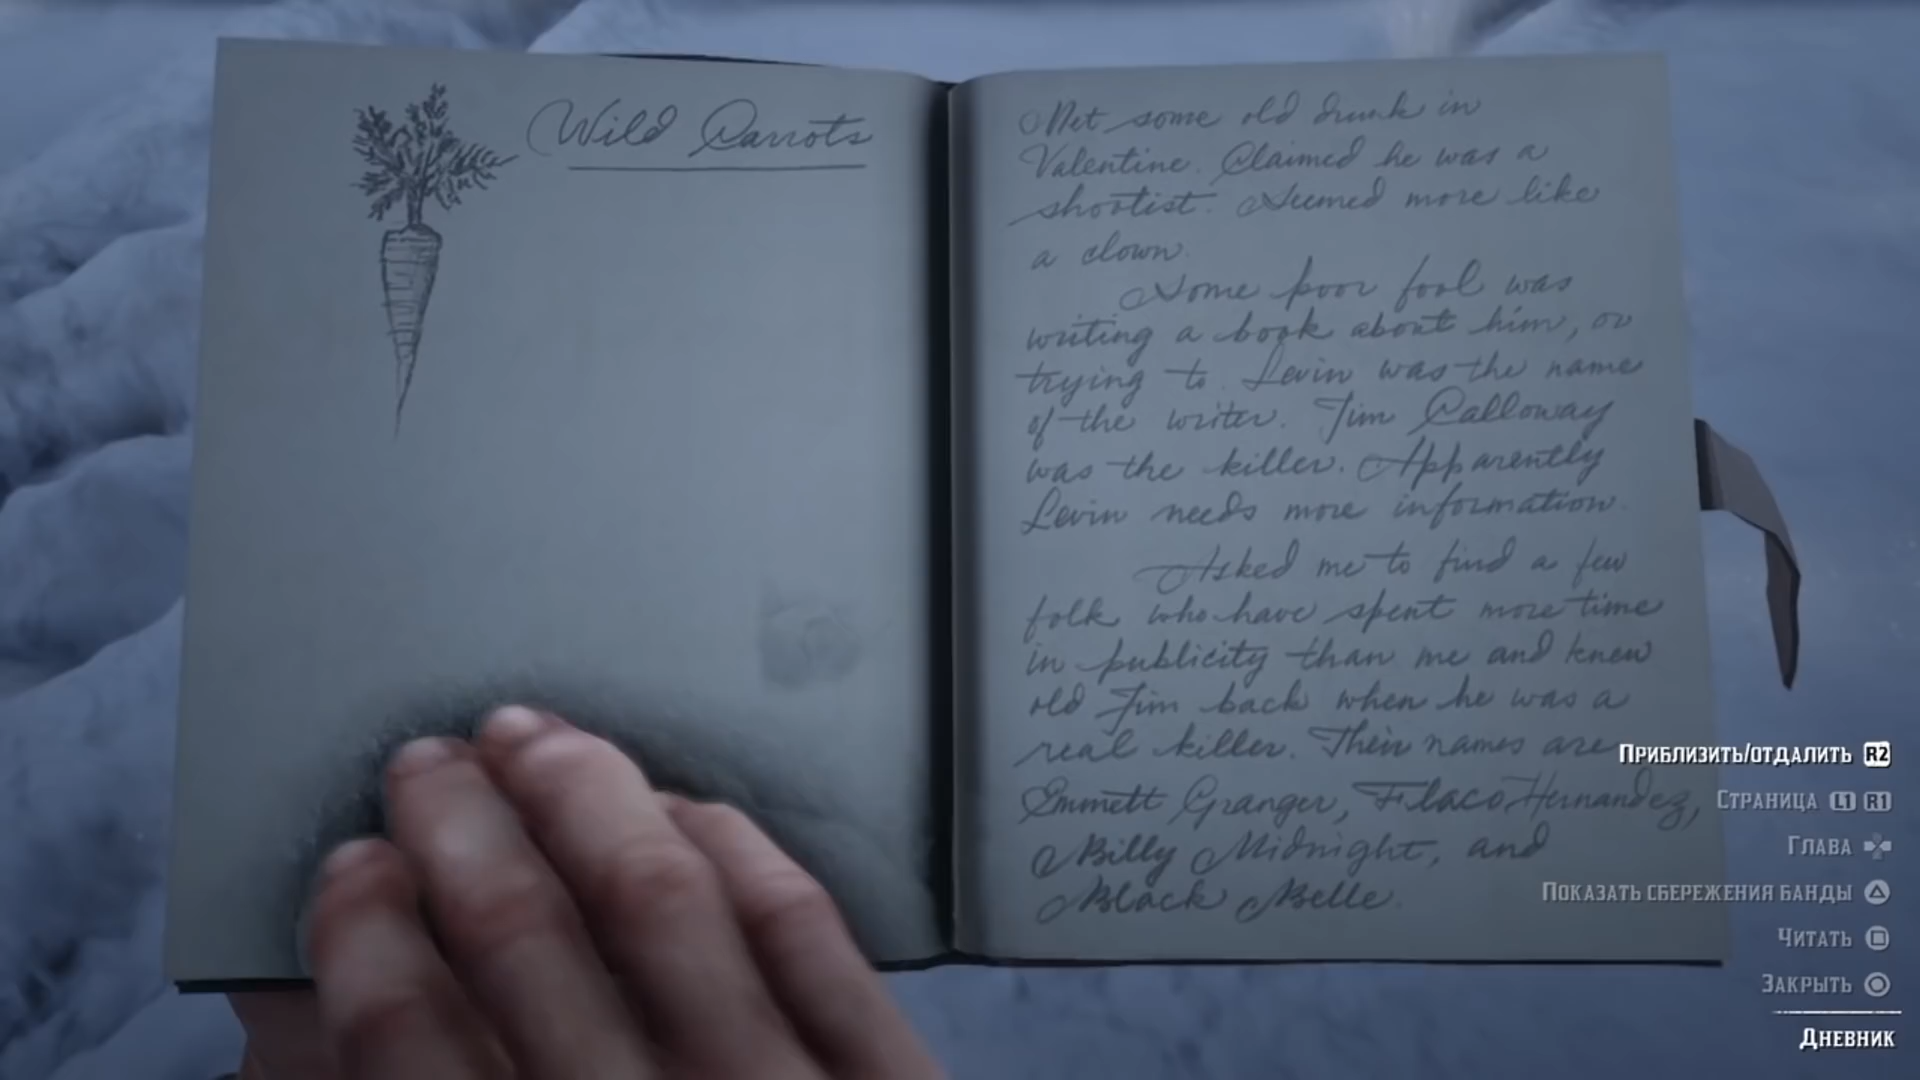 Wild Carrots
Met some old drunk in
Valentine. Claimed he was a
shootist. Seemed more like
a clown.
Some poor fool was
writing a book about him, or
trying to. Levin was the name
of the writer. Jim Calloway
was the killer. Apparently
Levin needs more information.
Asked me to find a few
folk who have spent more time
in publicity than me and knew
old Jim back when he was a
real killer. Their names are
Emmett Granger, Flaco Hernandez,
Billy Midnight, and
Black Belle.
Приблизить/отдалить R2
Страница L1 R1
Глава
Показать сбережения банды
Читать
Закрыть
Дневник